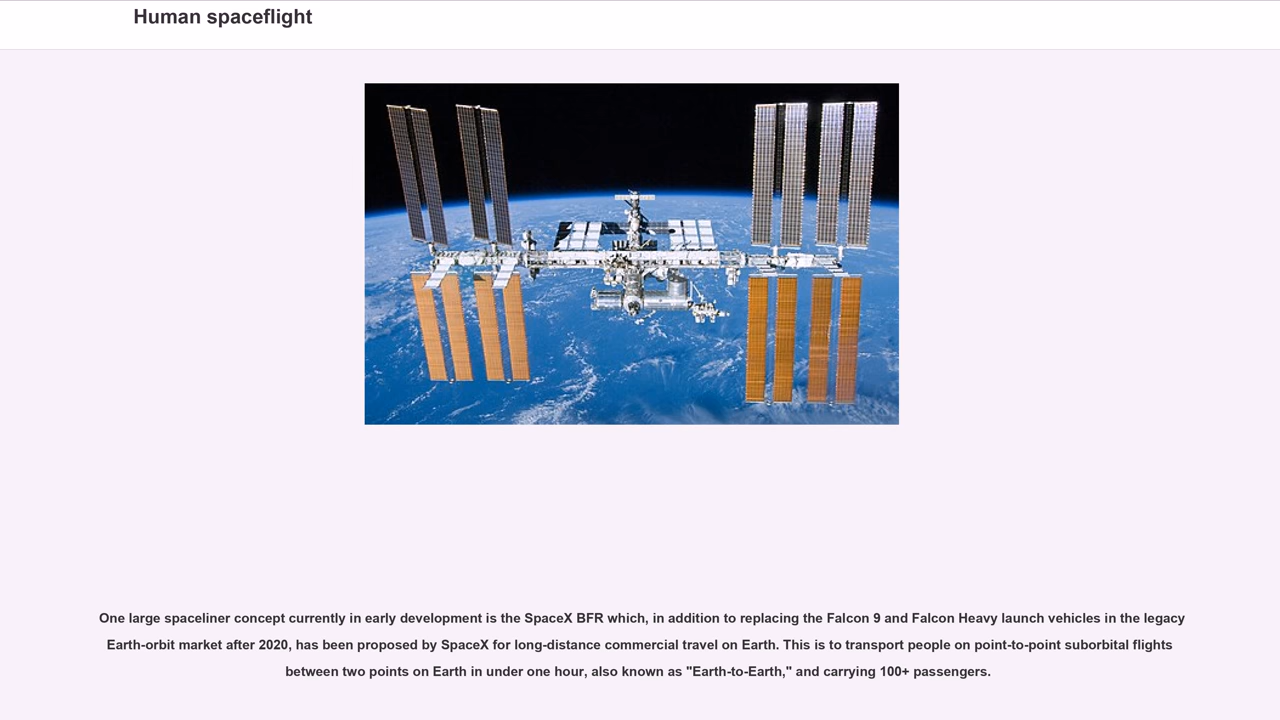 Human spaceflight
One large spaceliner concept currently in early development is the SpaceX BFR which, in addition to replacing the Falcon 9 and Falcon Heavy launch vehicles in the legacy
Earth-orbit market after 2020, has been proposed by SpaceX for long-distance commercial travel on Earth. This is to transport people on point-to-point suborbital flights
between two points on Earth in under one hour, also known as "Earth-to-Earth," and carrying 100+ passengers.